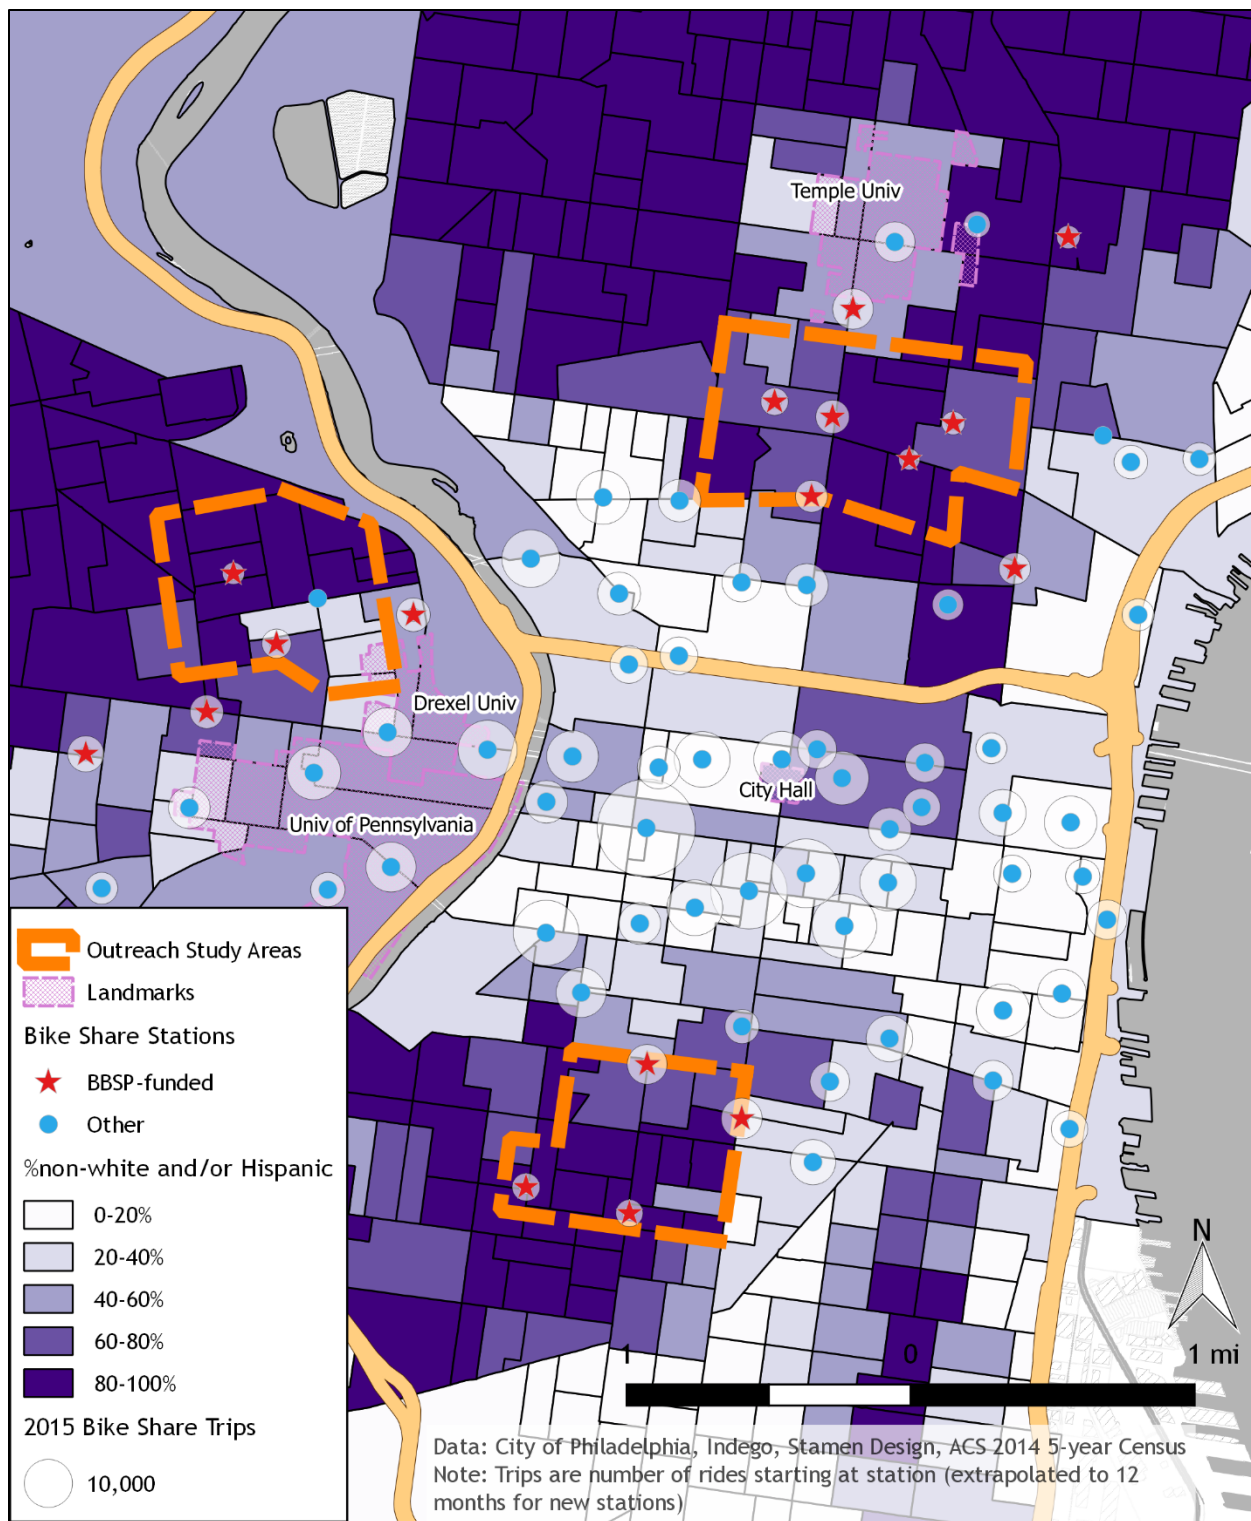 Temple Univ
Drexel Univ
City Hall
Univ of Pennsylvania
Outreach Study Areas
Landmarks
Bike Share Stations
BBSP-funded
Other
%non-white and/or Hispanic
0-20%
20-40%
40-60%
60-80%
80-100%
2015 Bike Share Trips
10,000
N
1 0 1 mi
Data: City of Philadelphia, Indego, Stamen Design, ACS 2014 5-year Census
Note: Trips are number of rides starting at station (extrapolated to 12
months for new stations)